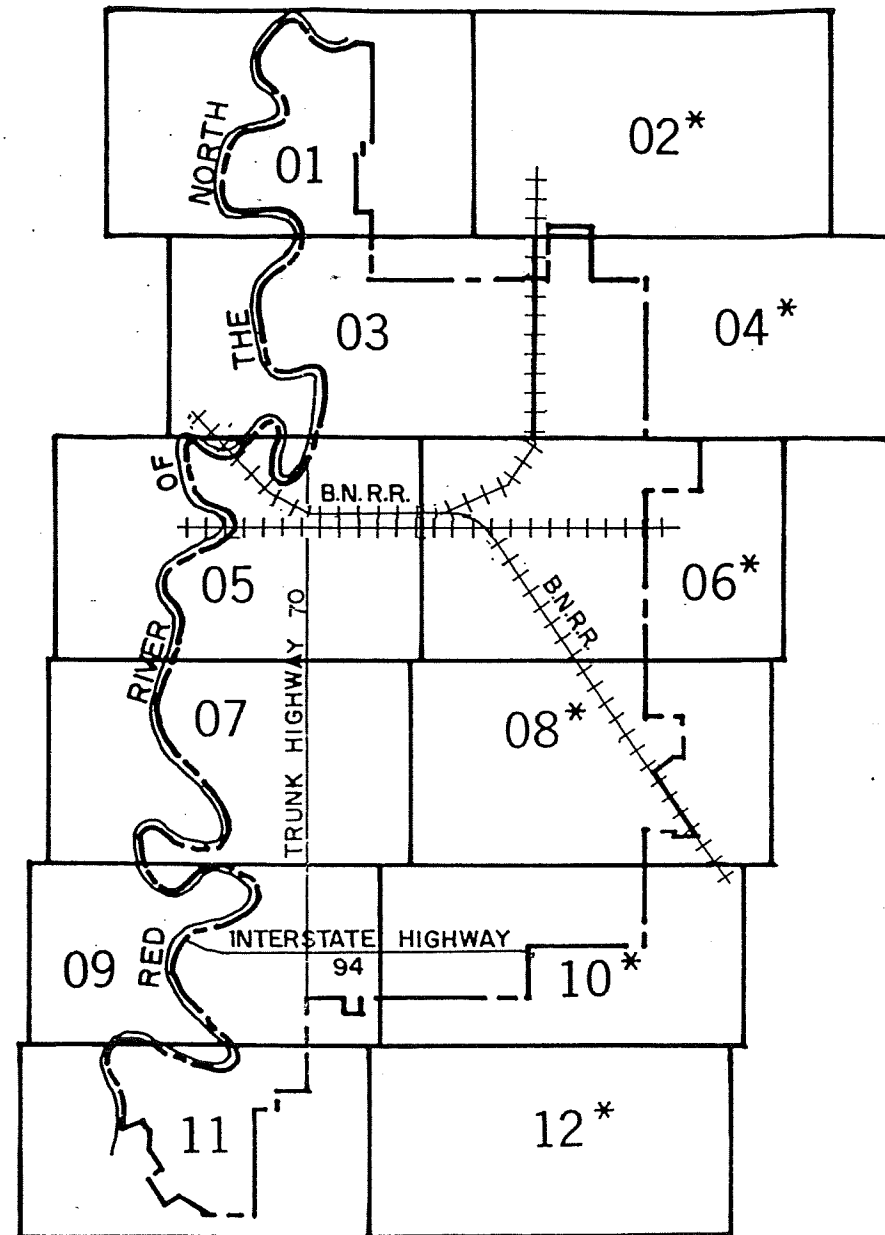 01
02*
NORTH
THE
03
04*
OF
B.N.R.R.
05
06*
B.N.R.R.
RIVER
07
TRUNK HIGHWAY 70
08*
09
RED
INTERSTATE HIGHWAY
94
10*
11
12*